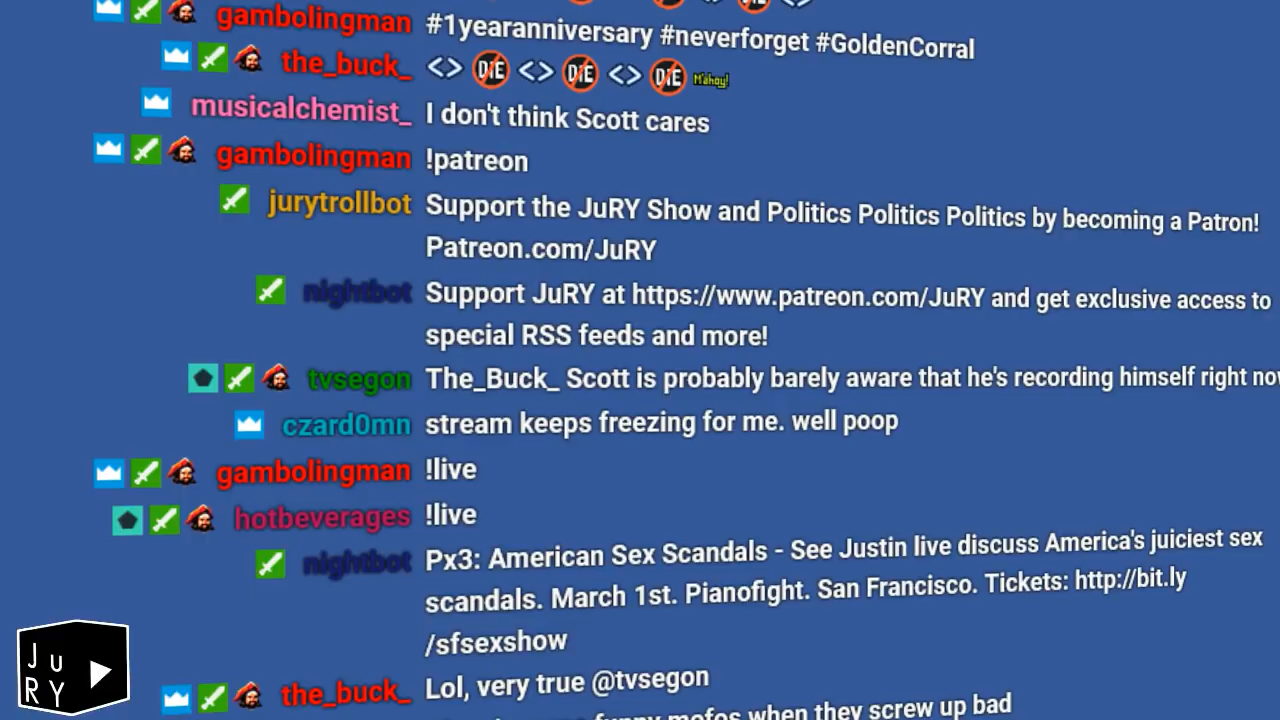 gambolingman #1yearanniversary #neverforget #GoldenCorral
the_buck_ <> DIE <> DIE <> DIE M'ahoy!
musicalchemist_ I don't think Scott cares
gambolingman !patreon
jurytrollbot Support the JuRY Show and Politics Politics Politics by becoming a Patron!
Patreon.com/JuRY
nightbot Support JuRY at https://www.patreon.com/JuRY and get exclusive access to
special RSS feeds and more!
tvsegon The_Buck_ Scott is probably barely aware that he's recording himself right
czard0mn stream keeps freezing for me. well poop
gambolingman !live
hotbeverages !live
nightbot Px3: American Sex Scandals - See Justin live discuss America's juiciest sex
scandals. March 1st. Pianofight. San Francisco. Tickets: http://bit.ly
/sfsexshow
the_buck_ Lol, very true @tvsegon
funny mofos when they screw up bad
JuRY